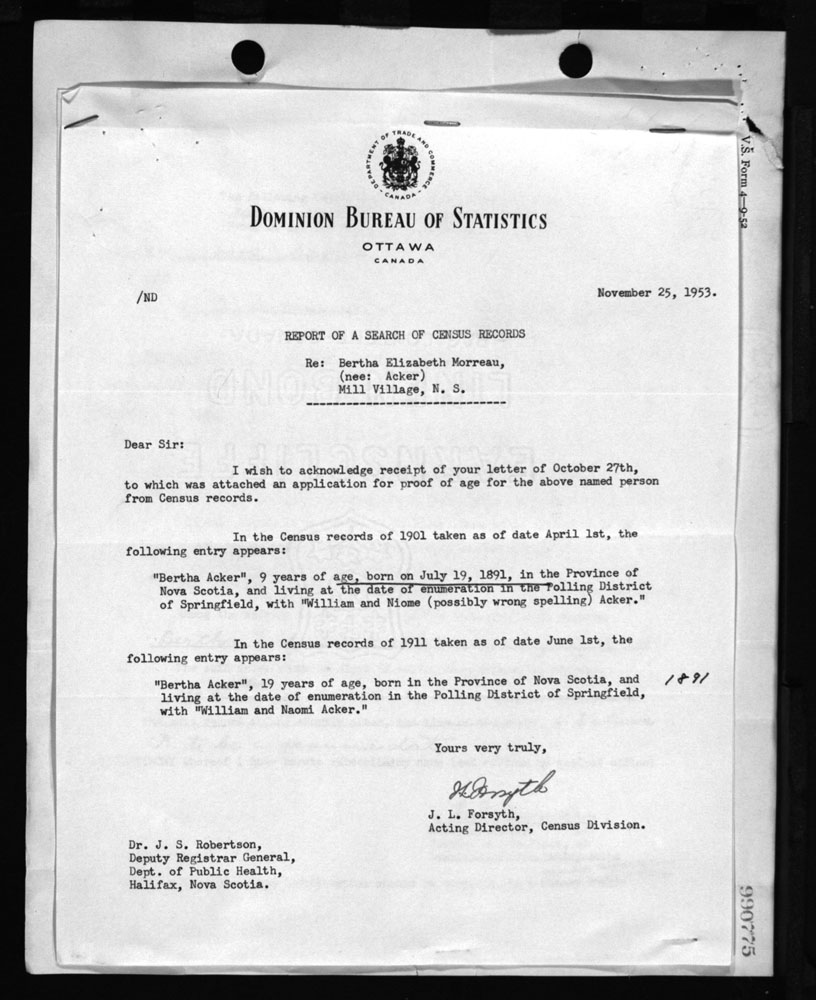 DEPARTMENT OF TRADE AND COMMERCE
CANADA
DOMINION BUREAU OF STATISTICS
OTTAWA
CANADA
V.S. Form 4—9-52
/ND
November 25, 1953.
REPORT OF A SEARCH OF CENSUS RECORDS
Re: Bertha Elizabeth Morreau,
(nee: Acker)
Mill Village, N. S.
Dear Sir:
I wish to acknowledge receipt of your letter of October 27th,
to which was attached an application for proof of age for the above named person
from Census records.
In the Census records of 1901 taken as of date April 1st, the
following entry appears:
"Bertha Acker", 9 years of age, born on July 19, 1891, in the Province of
Nova Scotia, and living at the date of enumeration in the Polling District
of Springfield, with "William and Niome (possibly wrong spelling) Acker."
In the Census records of 1911 taken as of date June 1st, the
following entry appears:
"Bertha Acker", 19 years of age, born in the Province of Nova Scotia, and 1891
living at the date of enumeration in the Polling District of Springfield,
with "William and Naomi Acker."
Yours very truly,
J. L. Forsyth,
Acting Director, Census Division.
Dr. J. S. Robertson,
Deputy Registrar General,
Dept. of Public Health,
Halifax, Nova Scotia.
990775